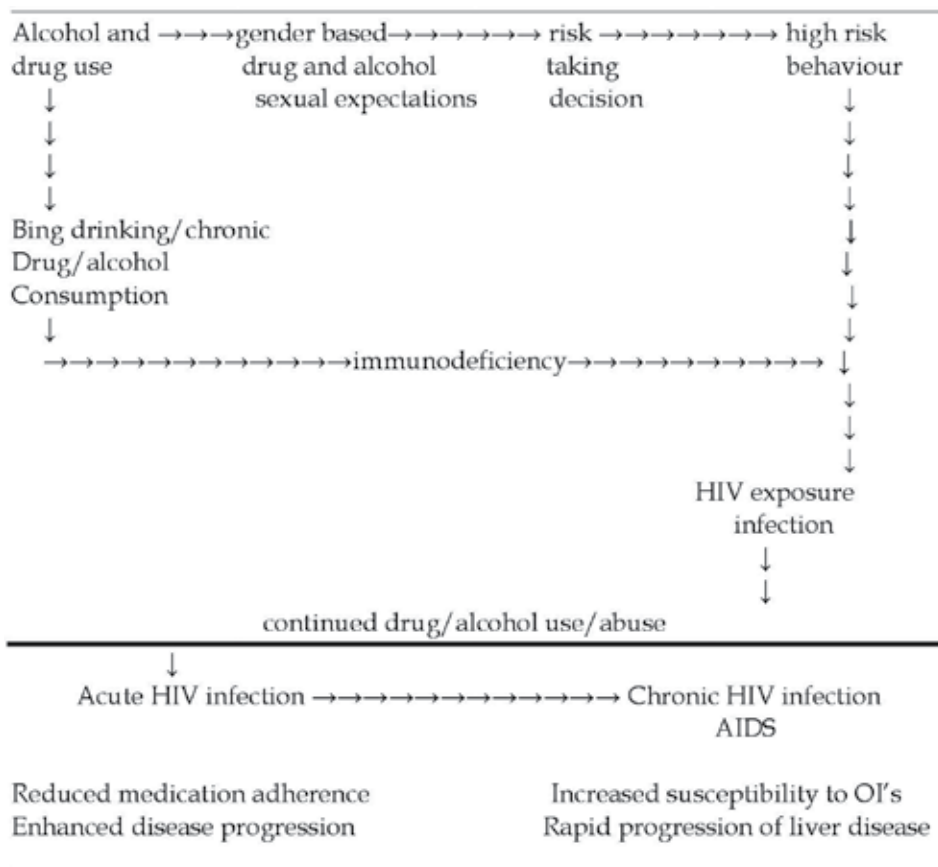 Alcohol and →→→gender based→→→→→→→ risk →→→→→→→ high risk
drug use drug and alcohol taking behaviour
sexual expectations decision
↓ ↓
↓ ↓
↓ ↓
↓ ↓
Bing drinking/chronic ↓
Drug/alcohol ↓
Consumption ↓
↓ ↓
→→→→→→→→→→→→→immunodeficiency→→→→→→→→→→→ ↓
↓
↓
↓
HIV exposure
infection
↓
↓
continued drug/alcohol use/abuse
↓
Acute HIV infection →→→→→→→→→→→→→ Chronic HIV infection
AIDS
Reduced medication adherence Increased susceptibility to OI's
Enhanced disease progression Rapid progression of liver disease